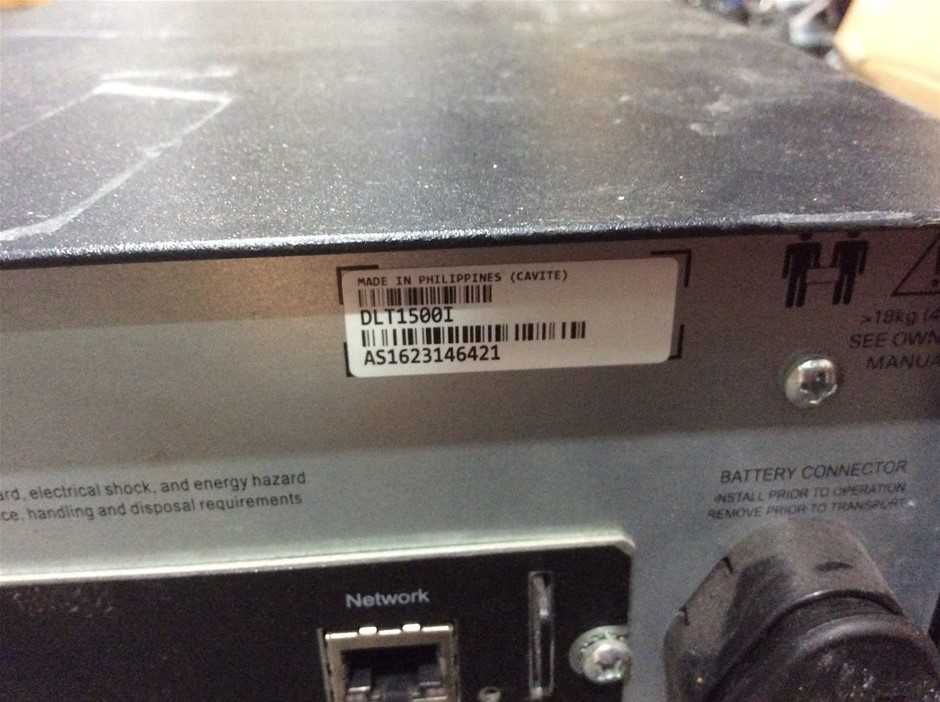 MADE IN PHILIPPINES (CAVITE)
DLT1500I
AS1623146421
>18kg (4
SEE OWN
MANUA
ard, electrical shock, and energy hazard
ce, handling and disposal requirements
BATTERY CONNECTOR
INSTALL PRIOR TO OPERATION
REMOVE PRIOR TO TRANSPORT
Network